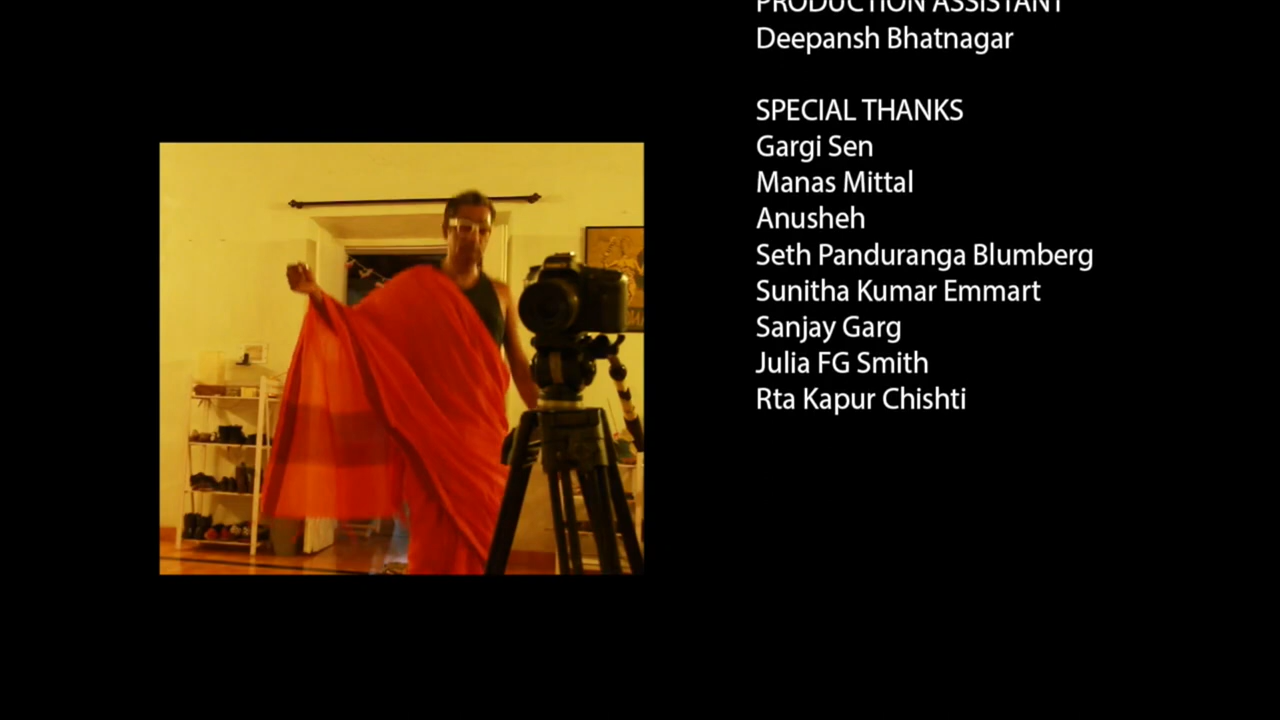 PRODUCTION ASSISTANT
Deepansh Bhatnagar
SPECIAL THANKS
Gargi Sen
Manas Mittal
Anusheh
Seth Panduranga Blumberg
Sunitha Kumar Emmart
Sanjay Garg
Julia FG Smith
Rta Kapur Chishti